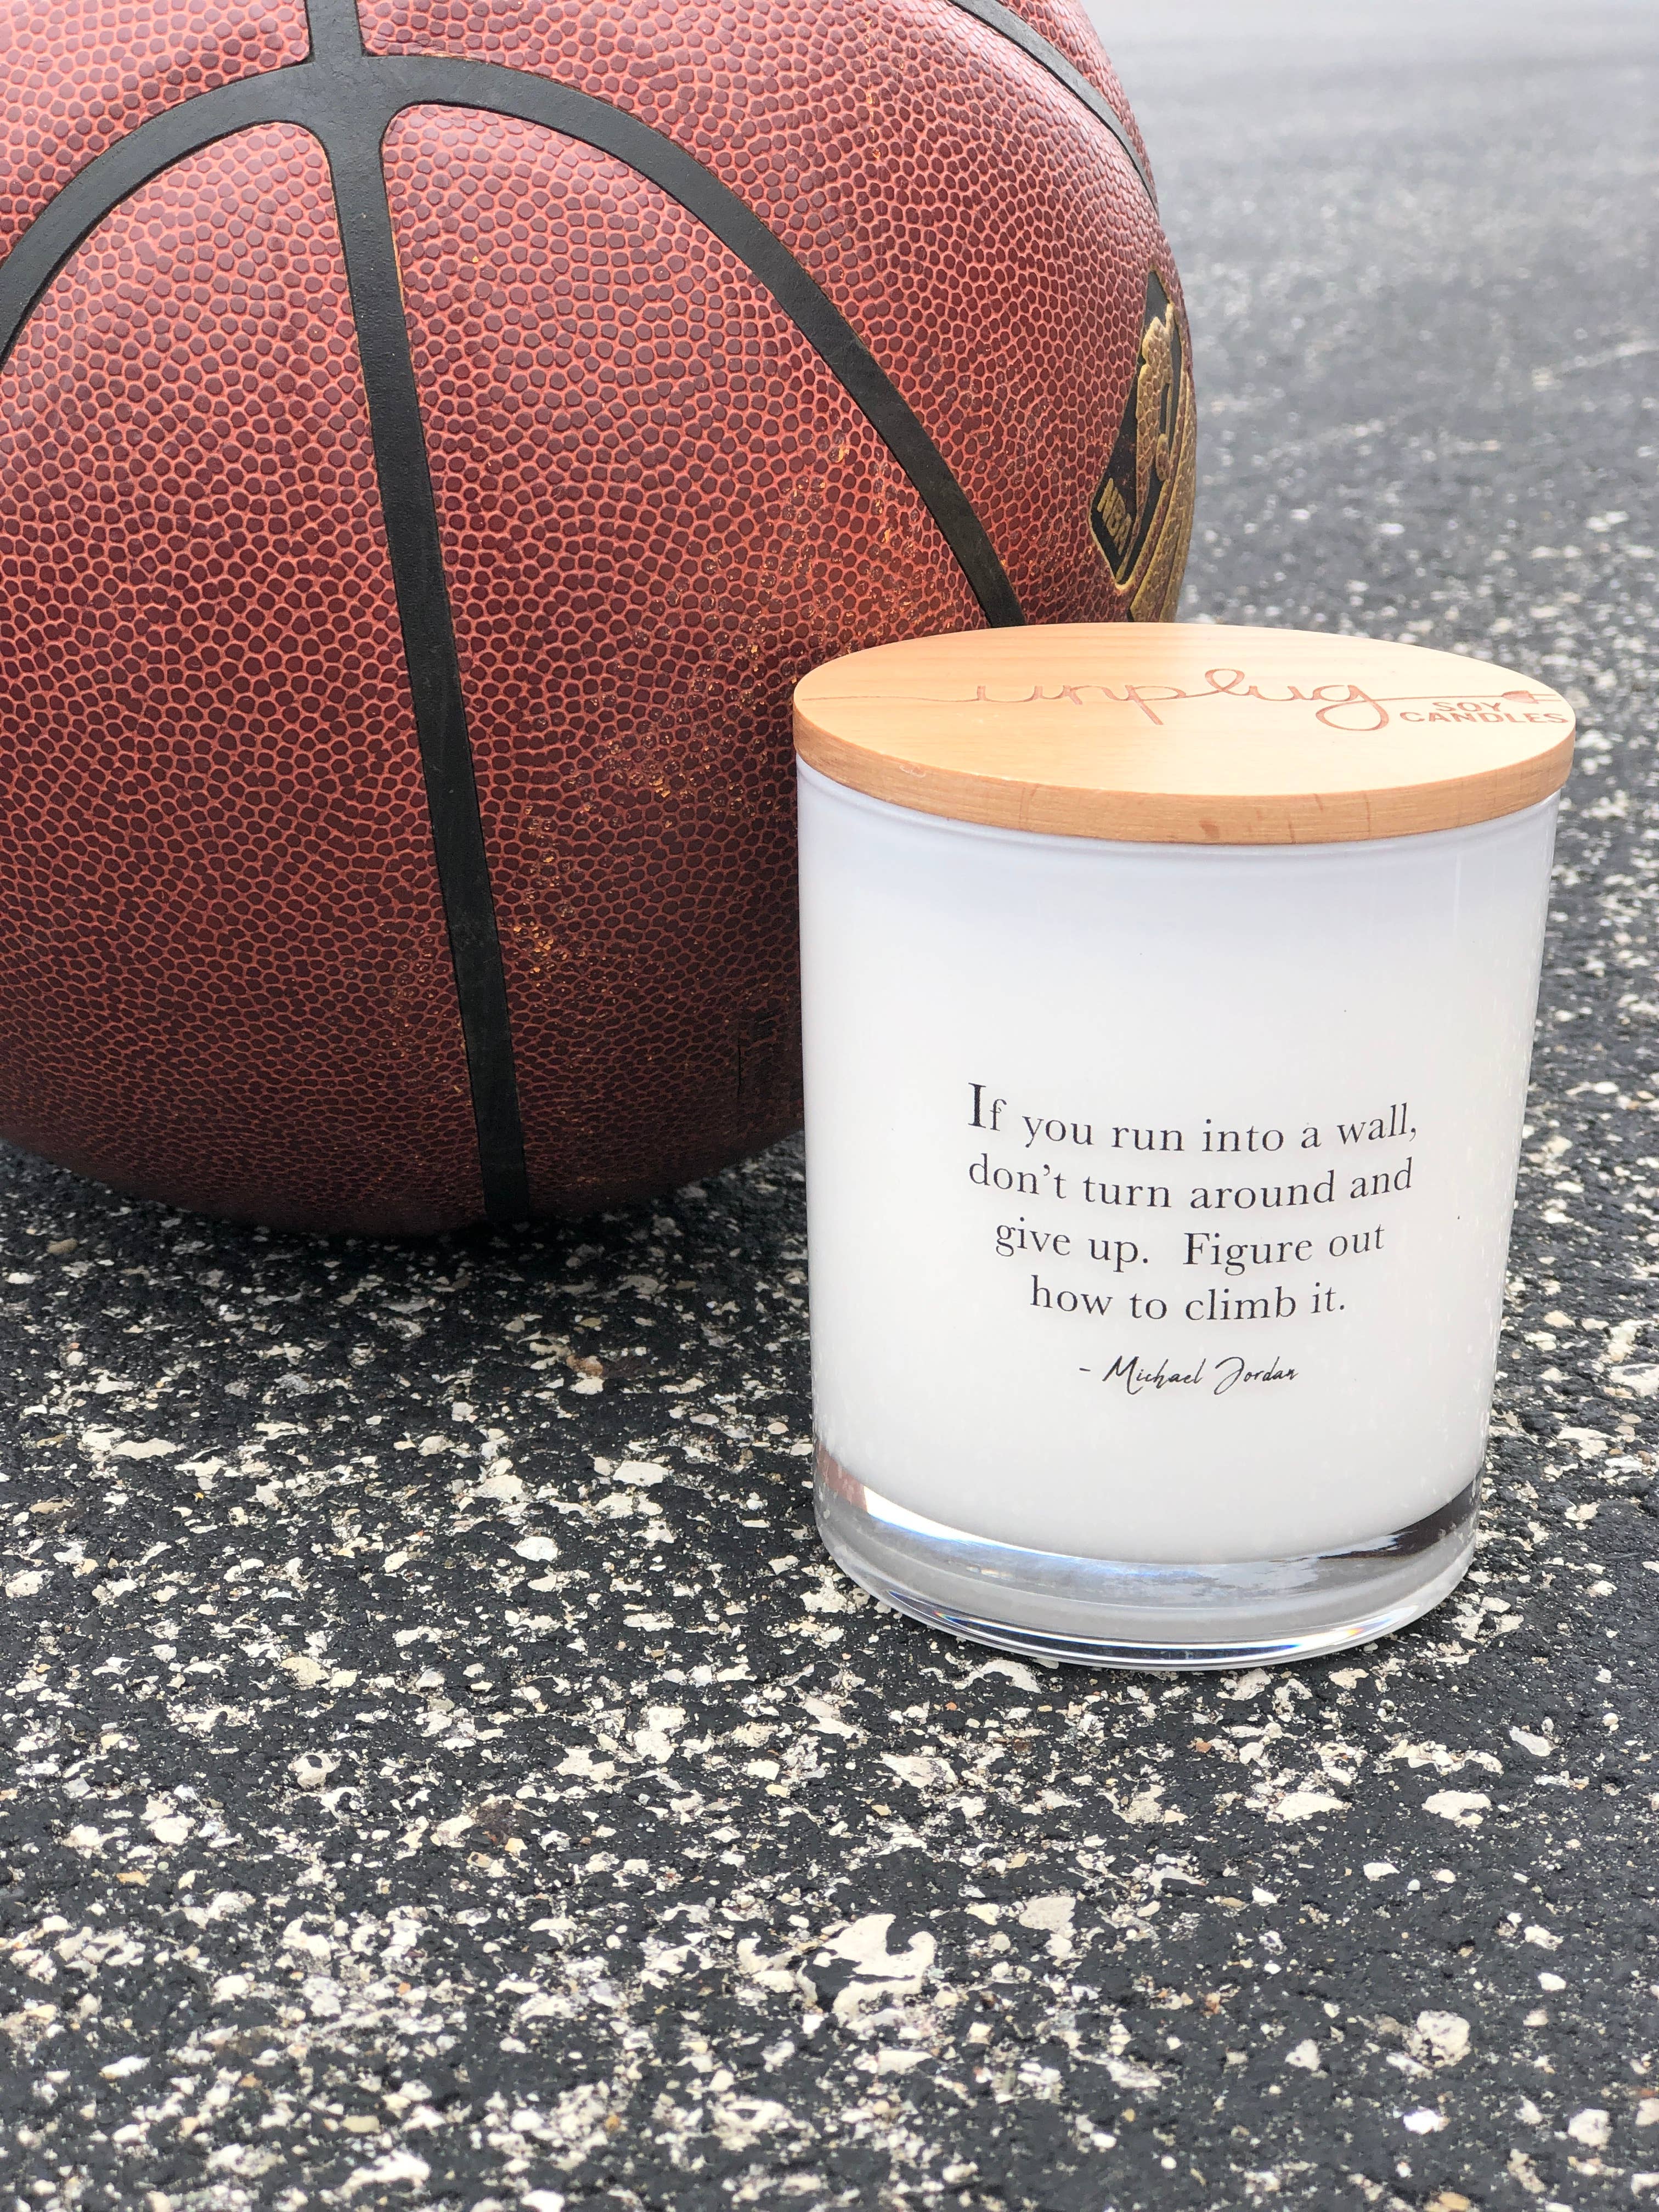 NBA
unplug
SOY
CANDLES
If you run into a wall,
don't turn around and
give up. Figure out
how to climb it.
- Michael Jordan